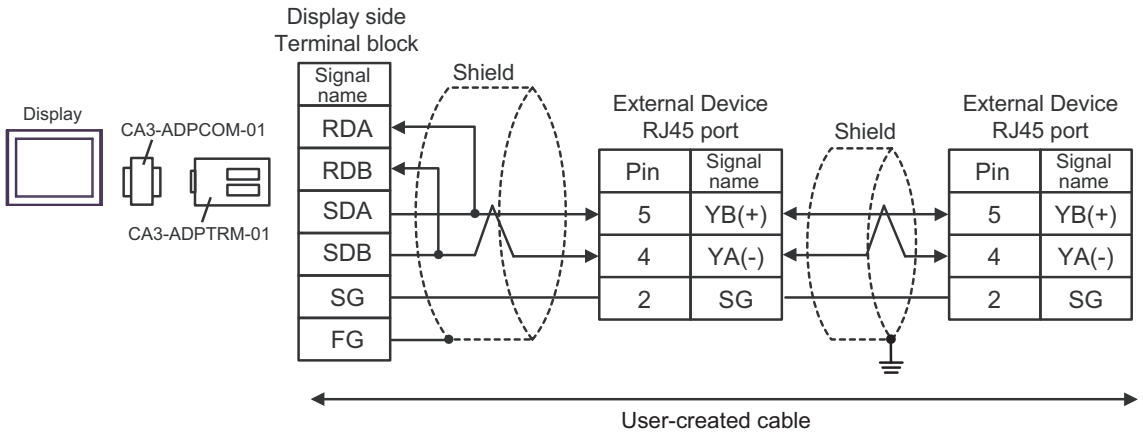 Display side
Terminal block
Signal
name
RDA
RDB
SDA
SDB
SG
FG
Display
CA3-ADPCOM-01
CA3-ADPTRM-01
Shield
External Device
RJ45 port
Pin
Signal
name
5
YB(+)
4
YA(-)
2
SG
Shield
External Device
RJ45 port
Pin
Signal
name
5
YB(+)
4
YA(-)
2
SG
User-created cable